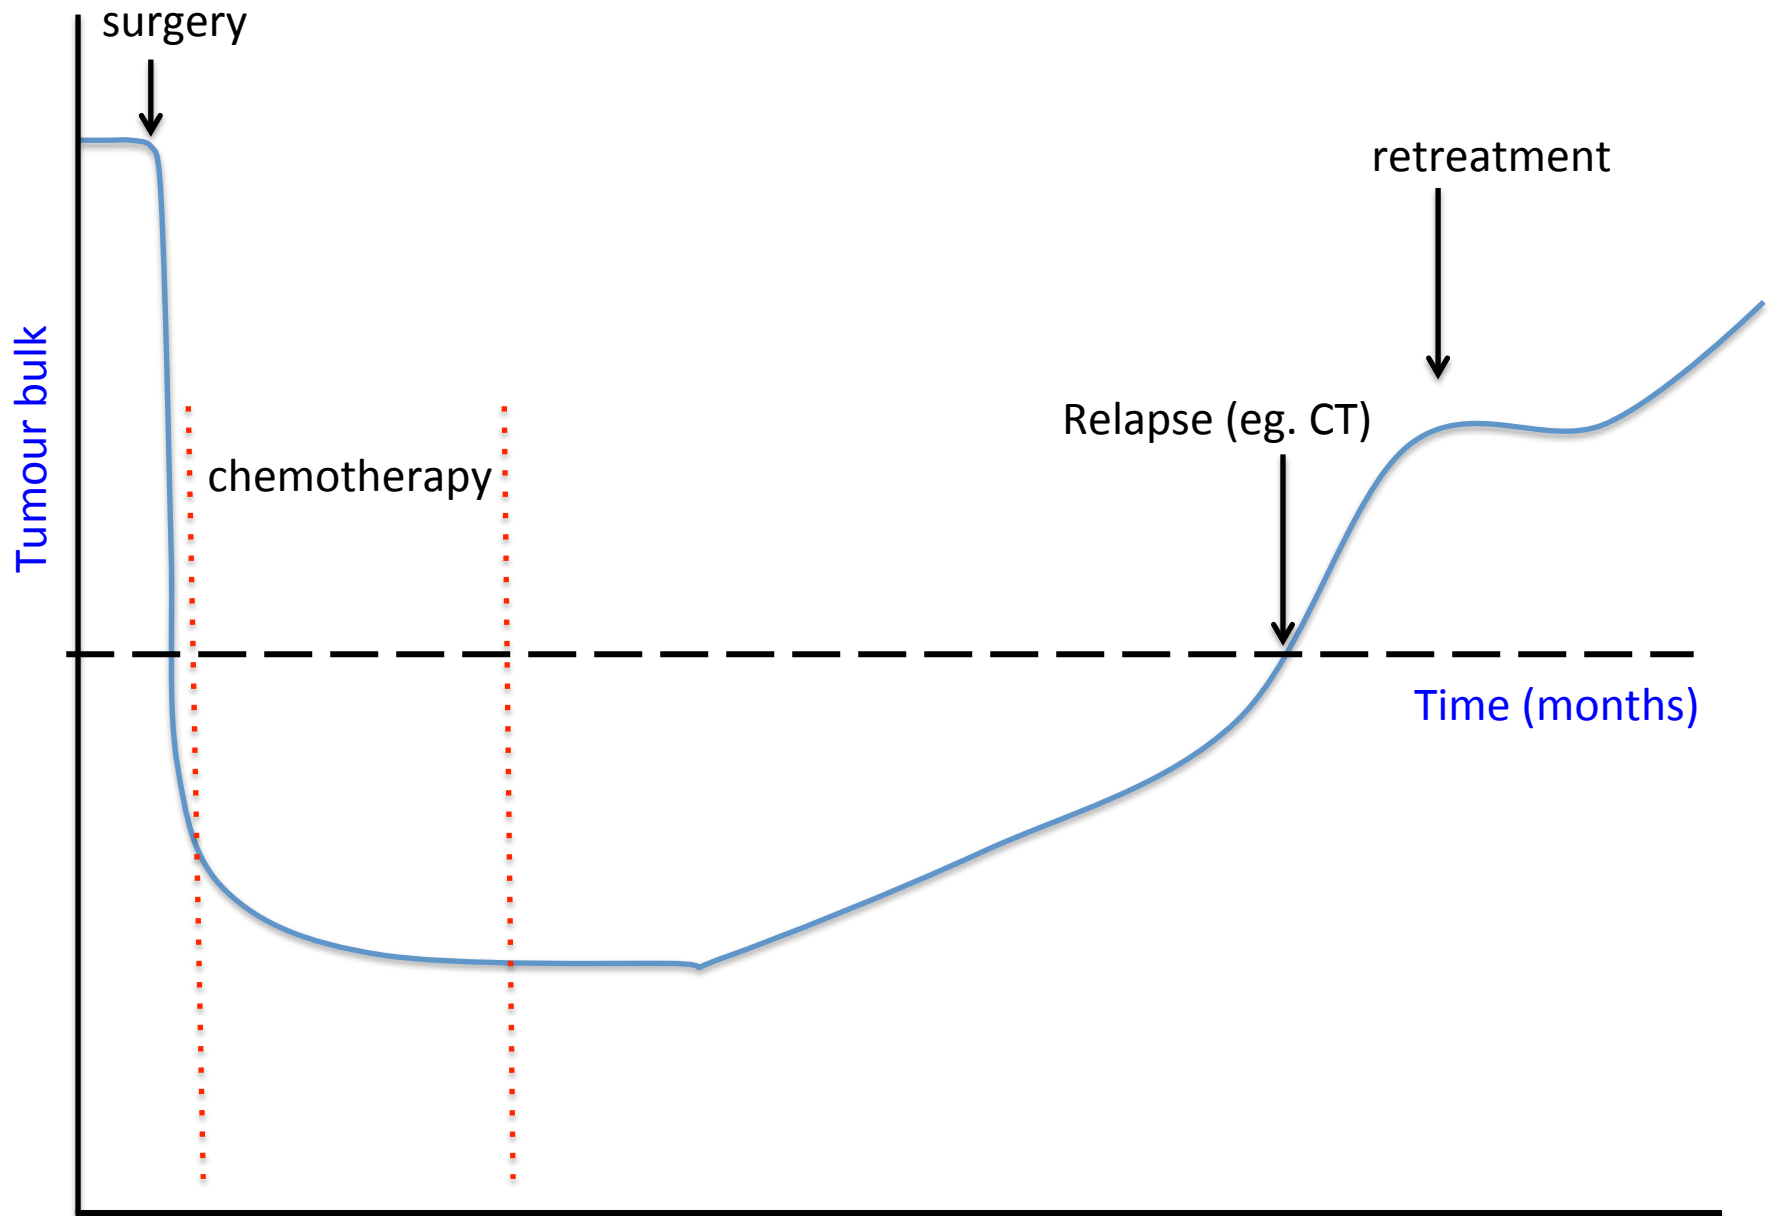 surgery
retreatment
Relapse (eg. CT)
chemotherapy
Tumour bulk
Time (months)